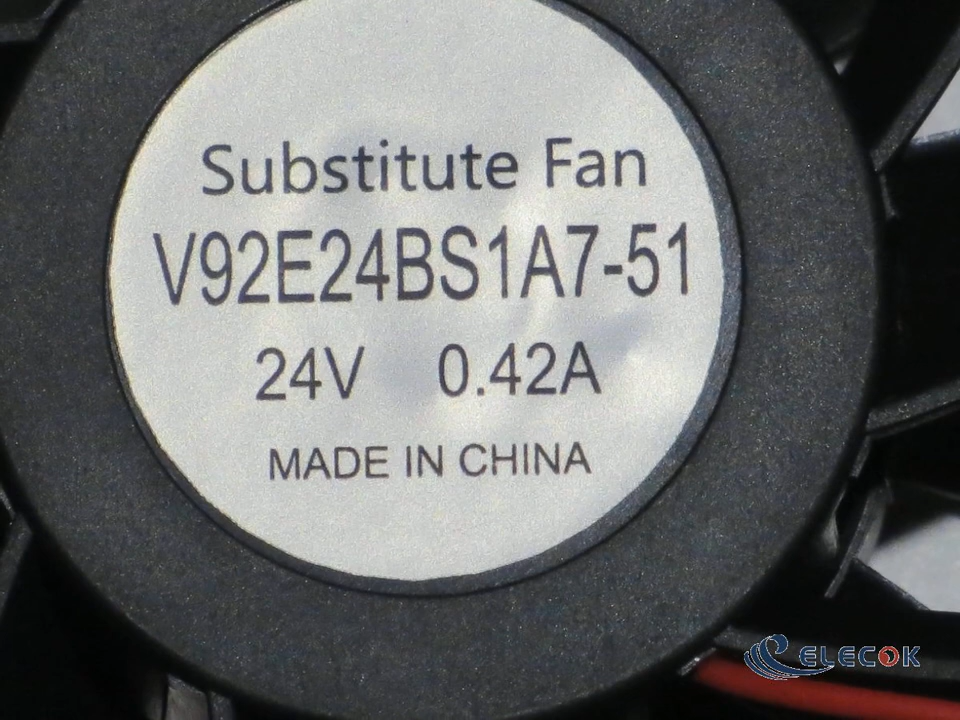 Substitute Fan
V92E24BS1A7-51
24V 0.42A
MADE IN CHINA
ELECOK